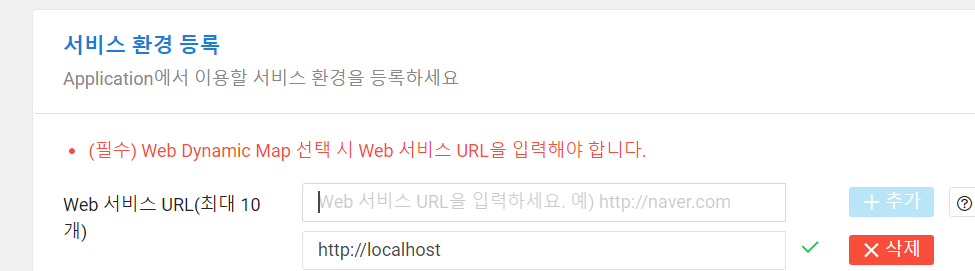 서비스 환경 등록
Application에서 이용할 서비스 환경을 등록하세요
• (필수) Web Dynamic Map 선택 시 Web 서비스 URL을 입력해야 합니다.
Web 서비스 URL(최대 10
개)
Web 서비스 URL을 입력하세요. 예) http://naver.com
+ 추가
?
http://localhost
✓
× 삭제